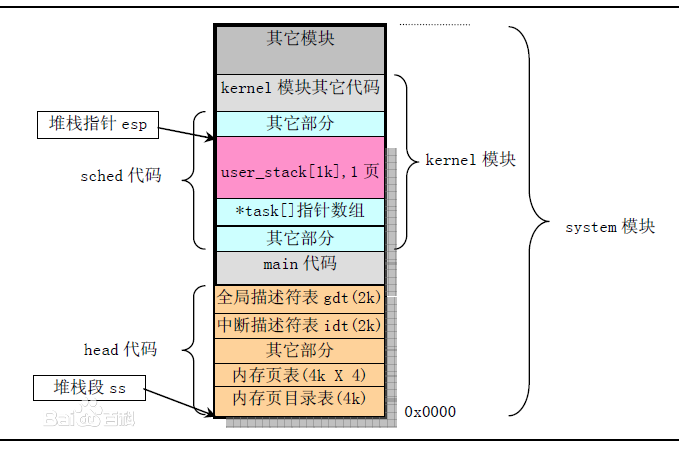 其它模块
kernel 模块其它代码
堆栈指针 esp
其它部分
kernel 模块
sched 代码
user_stack[1k],1 页
*task[]指针数组
其它部分
system 模块
main 代码
全局描述符表 gdt(2k)
中断描述符表 idt(2k)
head 代码
其它部分
内存页表(4k X 4)
堆栈段 ss
内存页目录表(4k)
0x0000
Bai百科